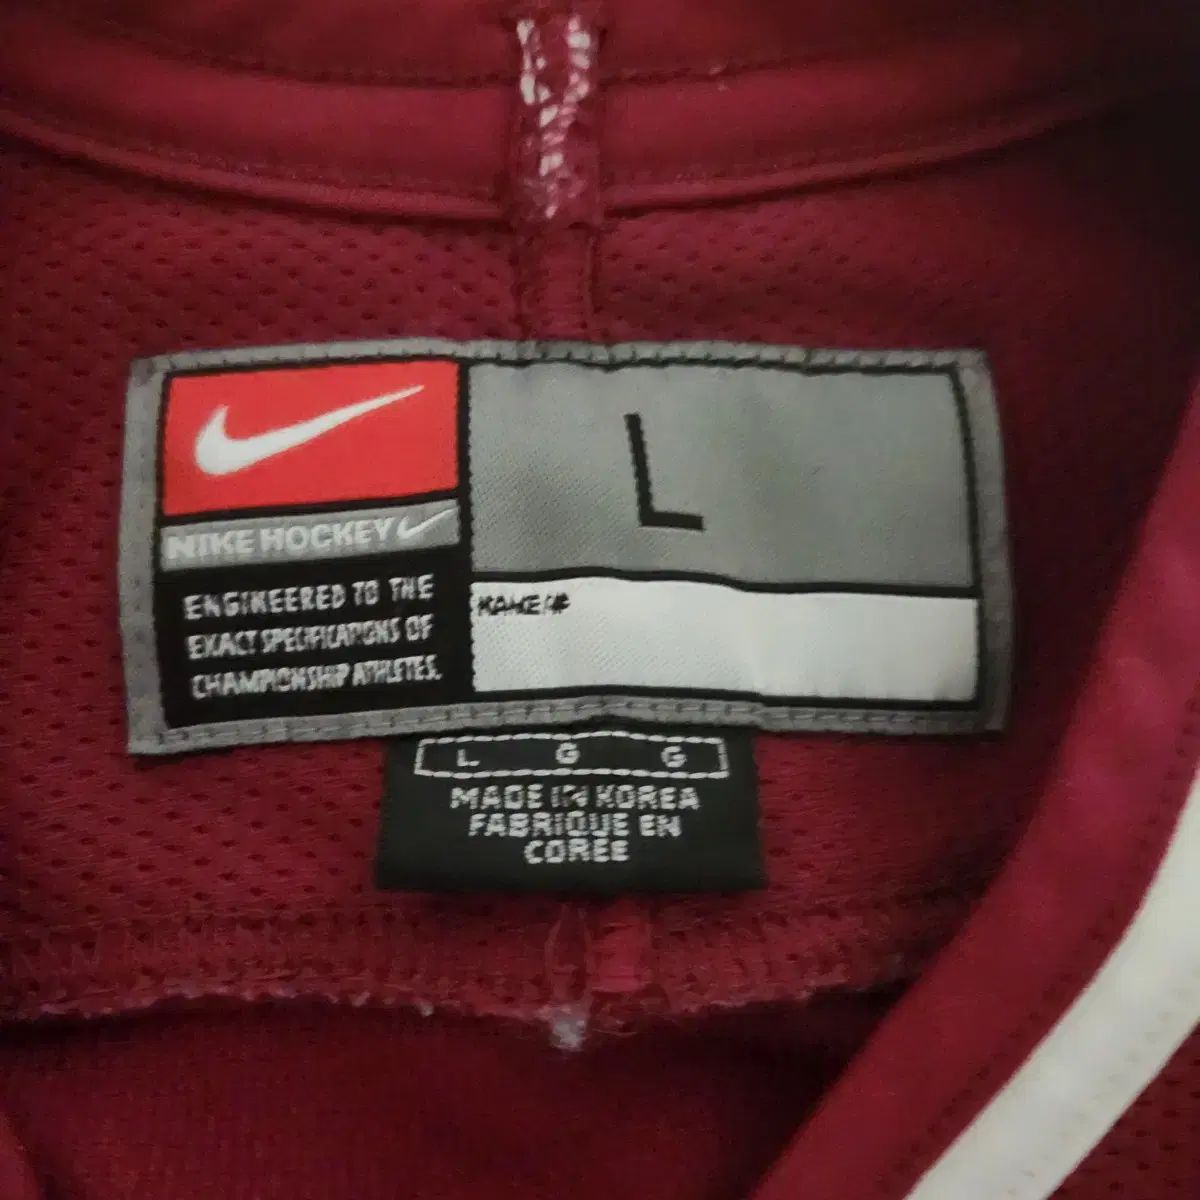 L
NIKE HOCKEY
ENGINEERED TO THE
EXACT SPECIFICATIONS OF
CHAMPIONSHIP ATHLETES.
NAME/#
L G G
MADE IN KOREA
FABRIQUE EN
COREE